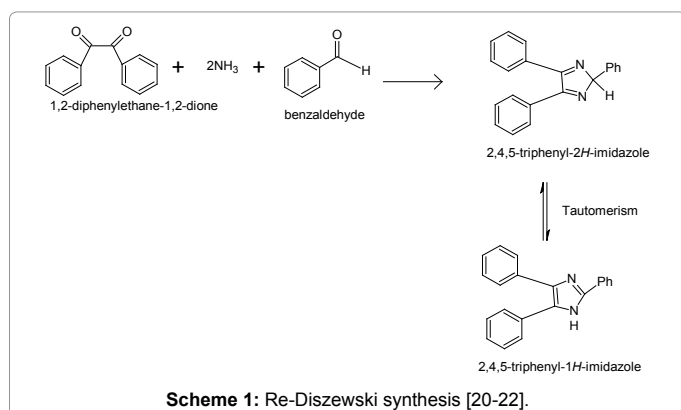 O
O
+ 2NH3 + O
H
1,2-diphenylethane-1,2-dione
benzaldehyde
N
Ph
N
H
2,4,5-triphenyl-2H-imidazole
Tautomerism
N
Ph
N
H
2,4,5-triphenyl-1H-imidazole
Scheme 1: Re-Diszewski synthesis [20-22].